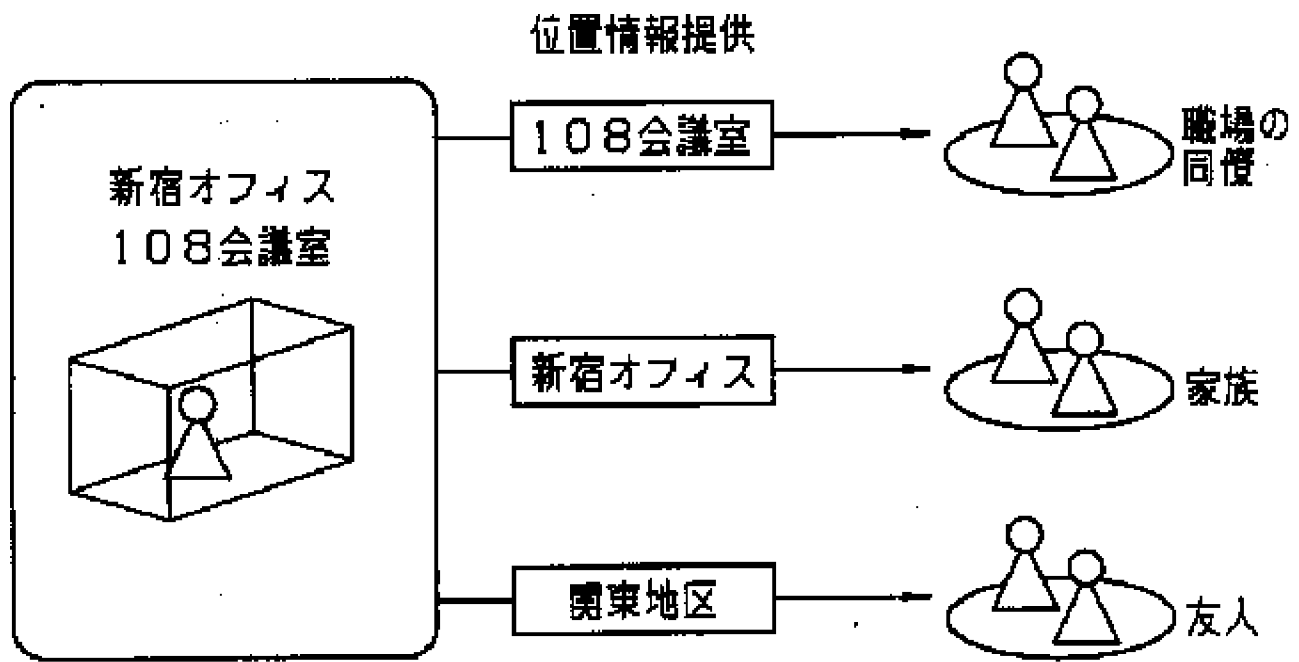 位置情報提供
新宿オフィス
１０８会議室
１０８会議室
職場の
同僚
新宿オフィス
家族
関東地区
友人